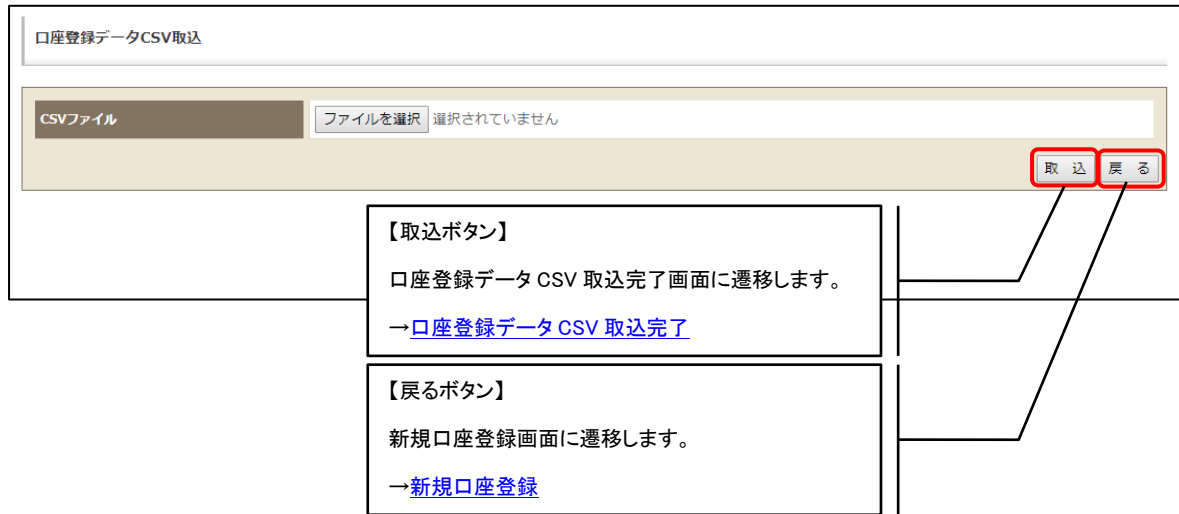 口座登録データCSV取込
CSVファイル
ファイルを選択 選択されていません
取　込 戻　る
【取込ボタン】
口座登録データ CSV 取込完了画面に遷移します。
→口座登録データ CSV 取込完了
【戻るボタン】
新規口座登録画面に遷移します。
→新規口座登録